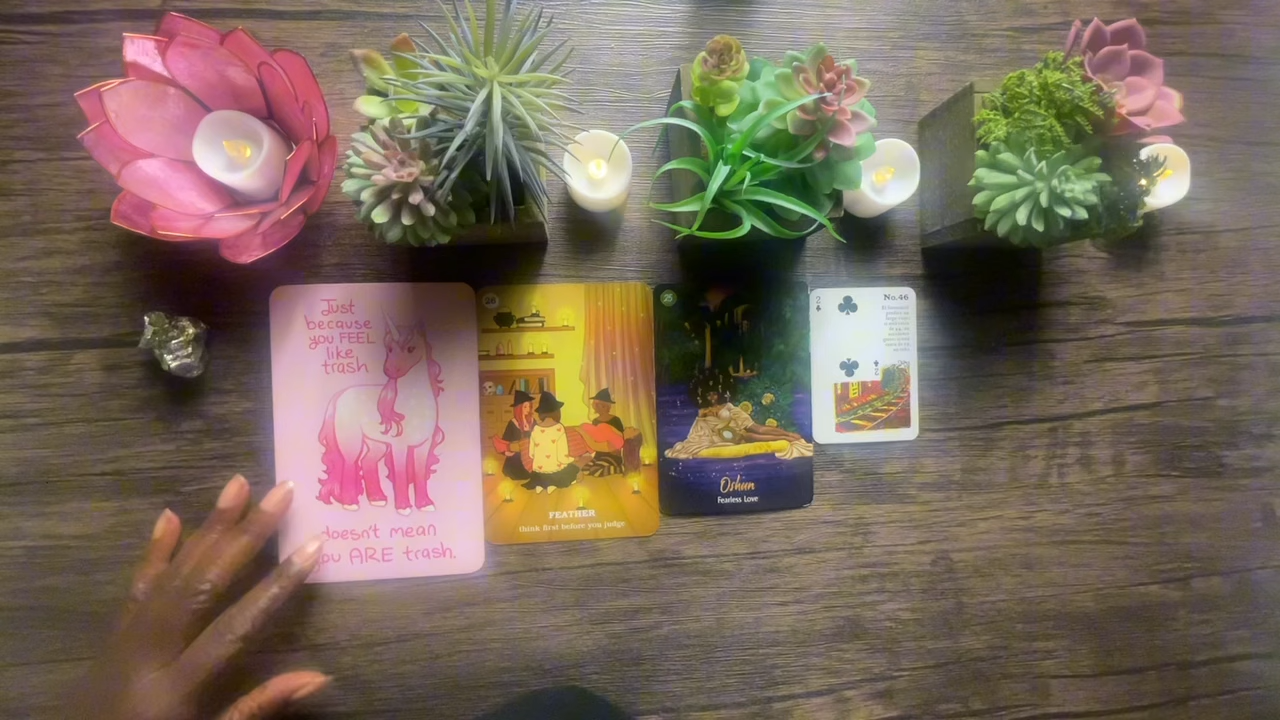 Just
because
you FEEL
like
trash
doesn't mean
you ARE trash.
28
FEATHER
think first before you judge.
25
Oshun
Fearless Love
2
No.46
2